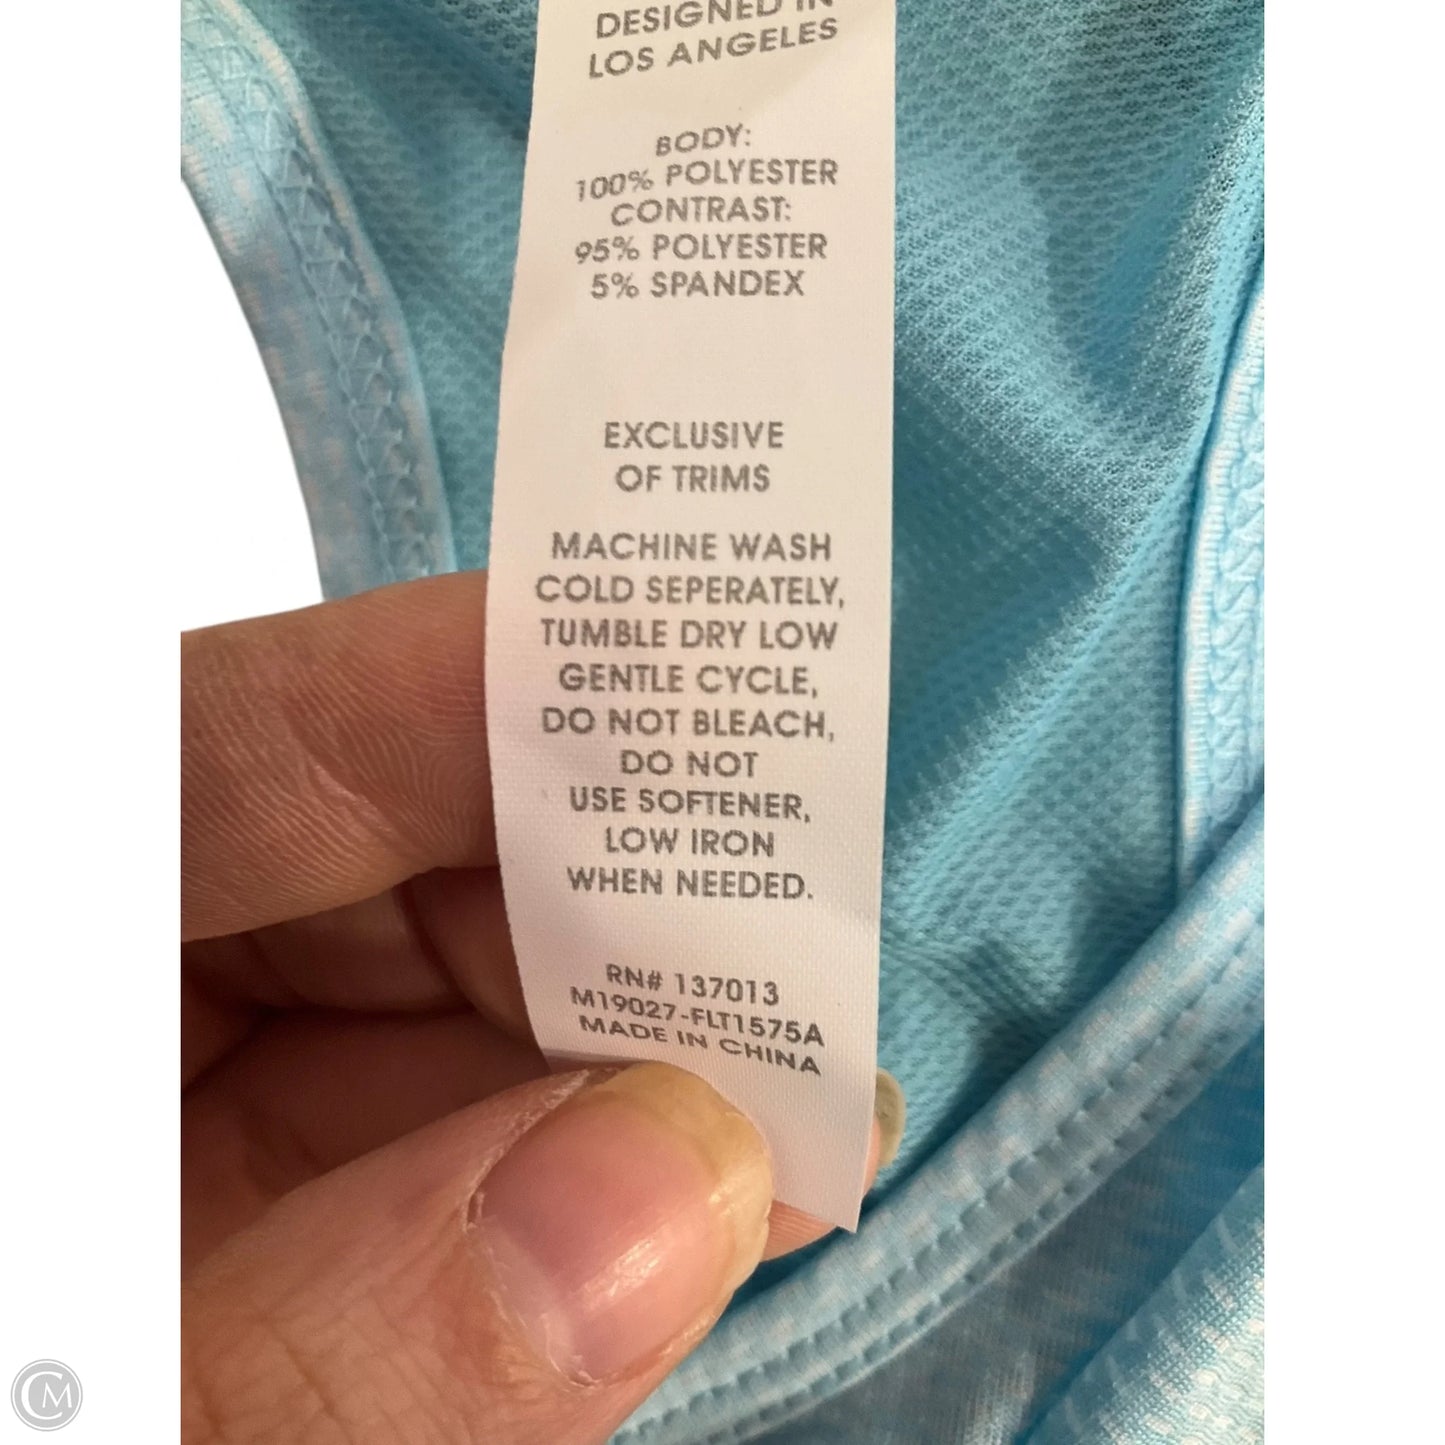 DESIGNED IN
LOS ANGELES
BODY:
100% POLYESTER
CONTRAST:
95% POLYESTER
5% SPANDEX
EXCLUSIVE
OF TRIMS
MACHINE WASH
COLD SEPERATELY,
TUMBLE DRY LOW
GENTLE CYCLE,
DO NOT BLEACH,
DO NOT
USE SOFTENER,
LOW IRON
WHEN NEEDED.
RN# 137013
M19027-FLT1575A
MADE IN CHINA
CM